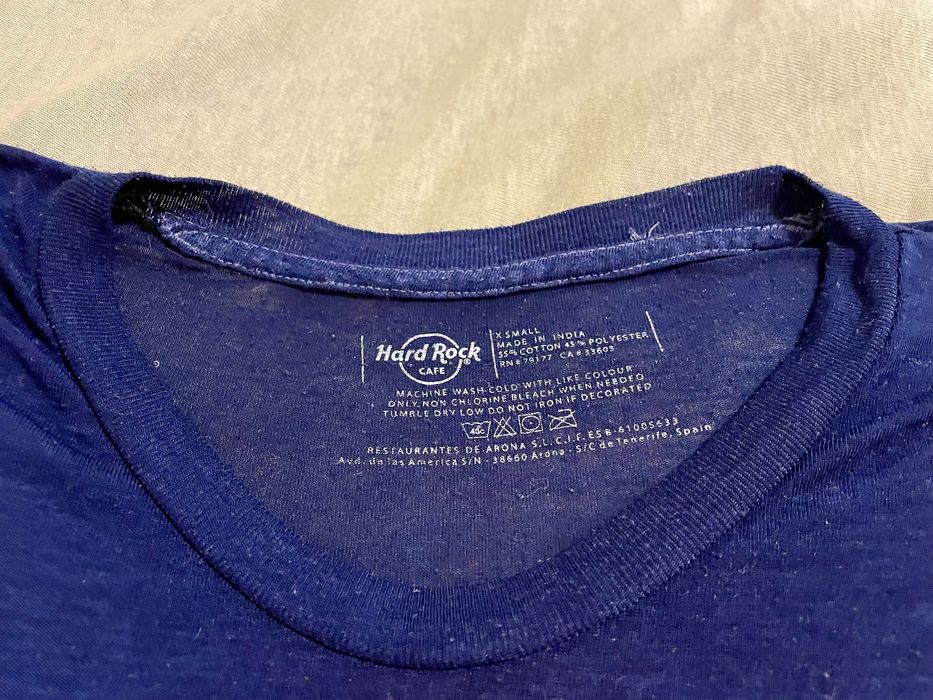 Hard Rock
CAFE
®
X SMALL
MADE IN INDIA
55% COTTON 45% POLYESTER
RN# 79177 CA# 33605
MACHINE WASH COLD WITH LIKE COLOUR
ONLY NON CHLORINE BLEACH WHEN NEEDED
TUMBLE DRY LOW DO NOT IRON IF DECORATED
40C
RESTAURANTES DE ARONA S.L. C.I.F. ES B-61005633
Avd. de las America S/N - 38660 Arona - S/C de Tenerife, Spain